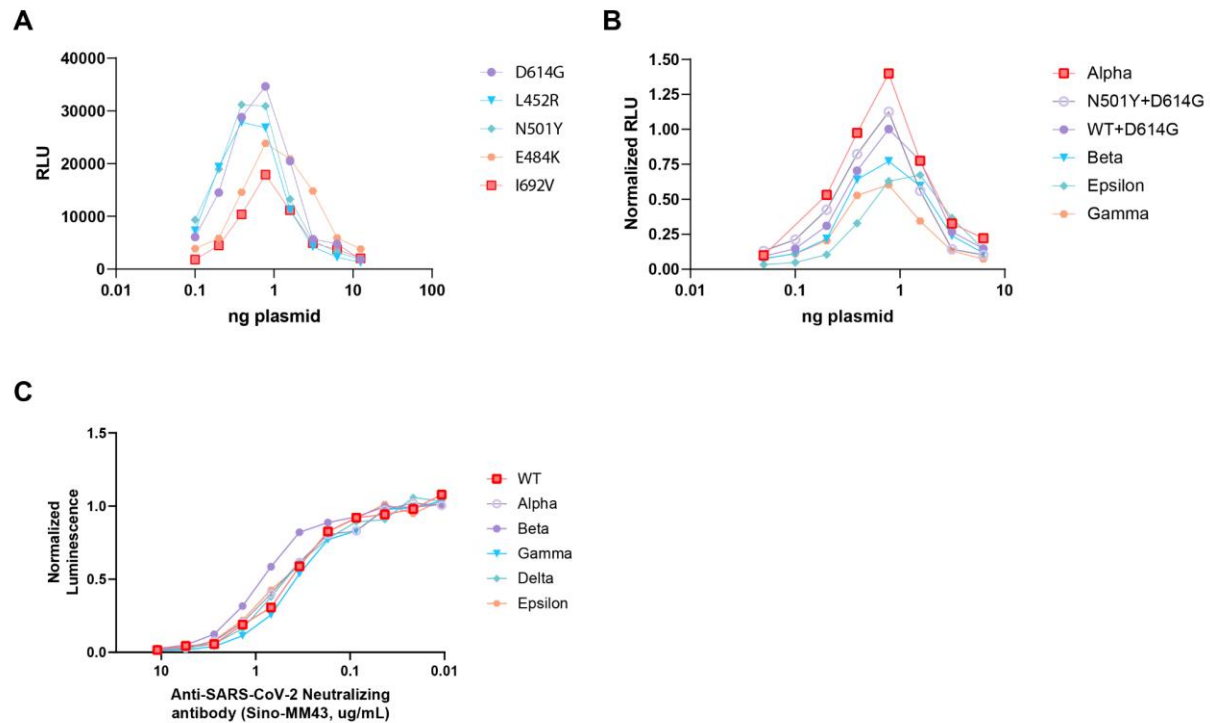 A
40000
30000
20000
10000
0
RLU
0.01
0.1
1
10
100
ng plasmid
D614G
L452R
N501Y
E484K
I692V
B
1.50
1.25
1.00
0.75
0.50
0.25
0.00
Normalized RLU
0.01
0.1
1
10
ng plasmid
Alpha
N501Y+D614G
WT+D614G
Beta
Epsilon
Gamma
C
1.5
1.0
0.5
0.0
Normalized
Luminescence
10
1
0.1
0.01
Anti-SARS-CoV-2 Neutralizing
antibody (Sino-MM43, ug/mL)
WT
Alpha
Beta
Gamma
Delta
Epsilon